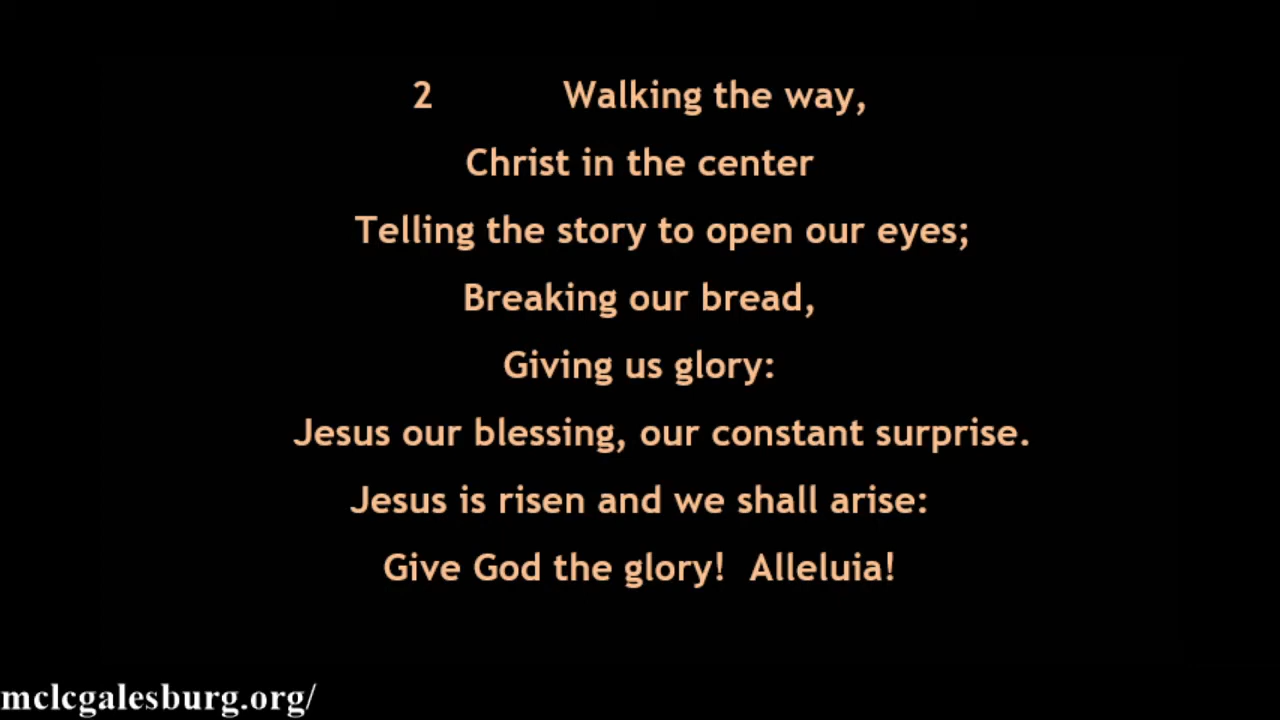 2 Walking the way,
Christ in the center
Telling the story to open our eyes;
Breaking our bread,
Giving us glory:
Jesus our blessing, our constant surprise.
Jesus is risen and we shall arise:
Give God the glory! Alleluia!
mclcgalesburg.org/